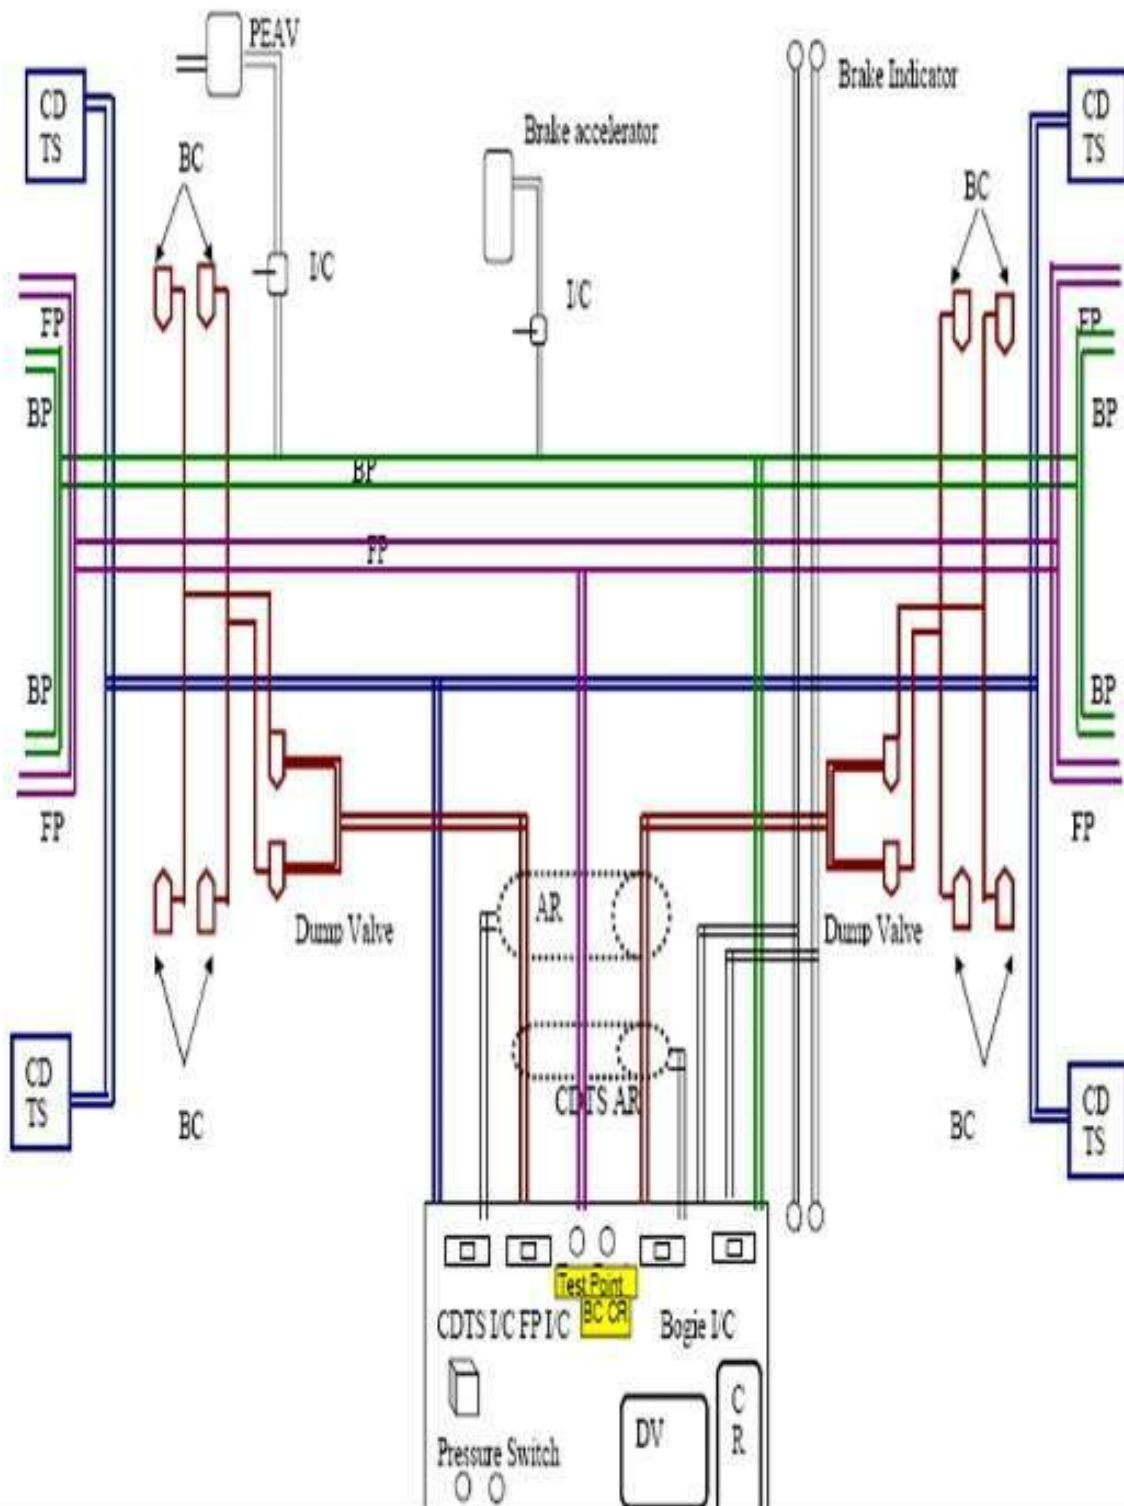 PEAV
Brake Indicator
CD
TS
CD
TS
Brake accelerator
BC
BC
I/C
I/C
FP
FP
BP
BP
BP
FP
BP
BP
FP
FP
AR
Dump Valve
Dump Valve
CD
TS
CD
TS
CDTS AR
BC
BC
Test Point
BC CR
CDTS I/C FP I/C
Bogie I/C
C
R
DV
Pressure Switch